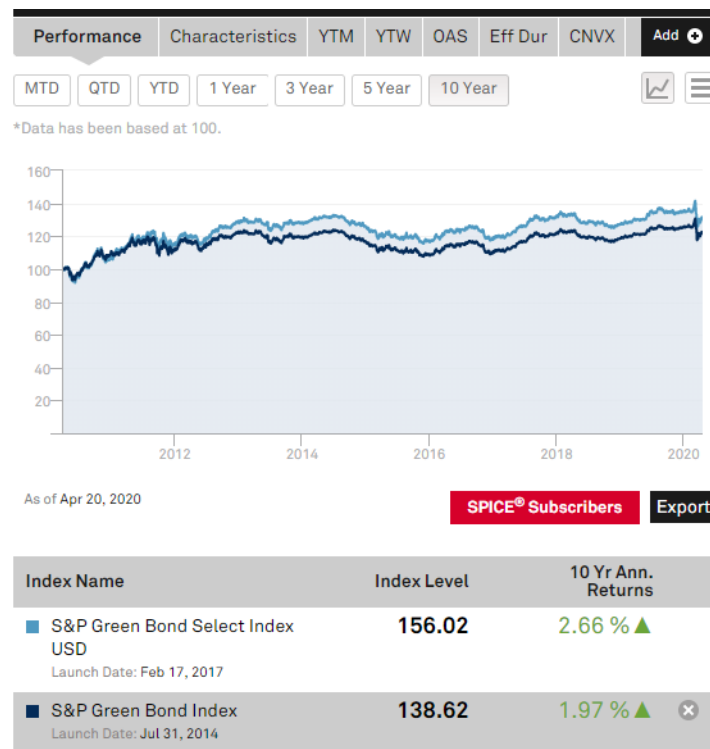 Performance Characteristics YTM YTW OAS Eff Dur CNVX Add
MTD QTD YTD 1 Year 3 Year 5 Year 10 Year
*Data has been based at 100.
160
140
120
100
80
60
40
20
2012 2014 2016 2018 2020
As of Apr 20, 2020
SPICE® Subscribers Export
Index Name Index Level 10 Yr Ann.
Returns
S&P Green Bond Select Index 156.02 2.66 %
USD
Launch Date: Feb 17, 2017
S&P Green Bond Index 138.62 1.97 %
Launch Date: Jul 31, 2014